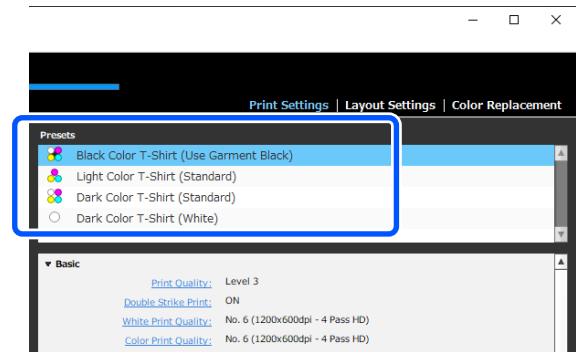 Print Settings | Layout Settings | Color Replacement
Presets
Black Color T-Shirt (Use Garment Black)
Light Color T-Shirt (Standard)
Dark Color T-Shirt (Standard)
Dark Color T-Shirt (White)
▼ Basic
Print Quality: Level 3
Double Strike Print: ON
White Print Quality: No. 6 (1200x600dpi - 4 Pass HD)
Color Print Quality: No. 6 (1200x600dpi - 4 Pass HD)